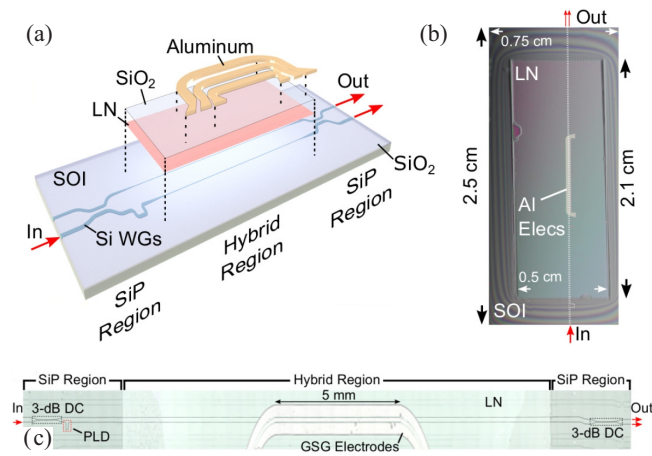 (a)
Aluminum
SiO2
LN
SOI
Out
SiO2
In
Si WGs
SiP
Region
Hybrid
Region
SiP
Region
(b)
Out
0.75 cm
LN
2.5 cm
2.1 cm
Al
Elecs
0.5 cm
SOI
In
SiP Region
Hybrid Region
SiP Region
In
3-dB DC
5 mm
LN
Out
PLD
GSG Electrodes
3-dB DC
(c)